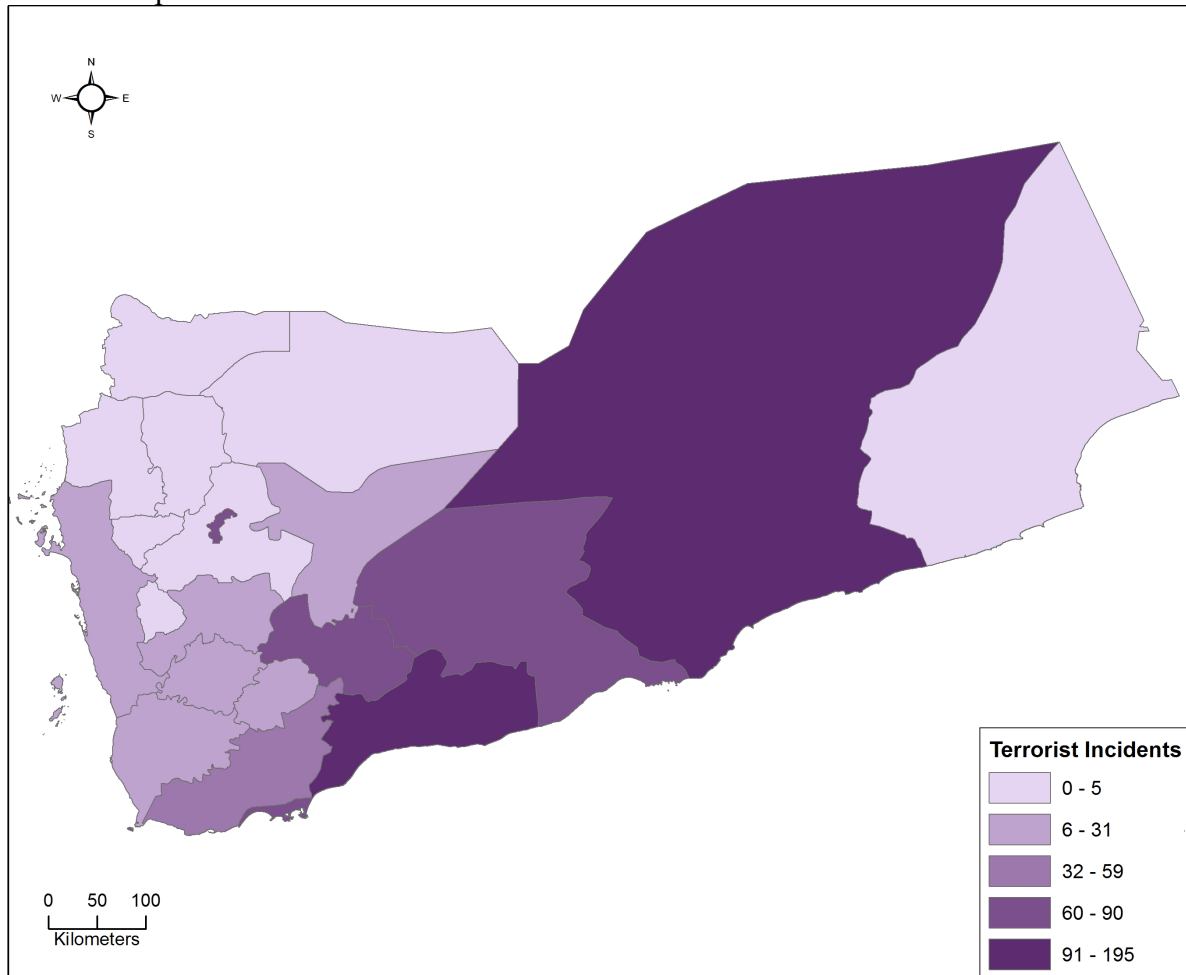 N
W E
S
Terrorist Incidents
0 - 5
6 - 31
32 - 59
60 - 90
91 - 195
0 50 100
Kilometers